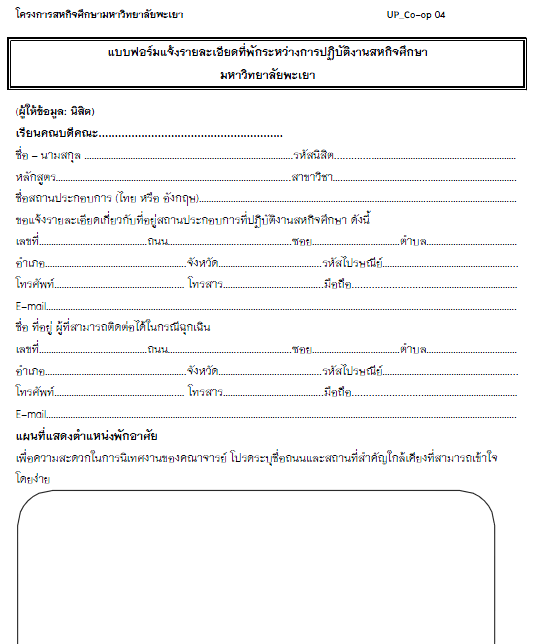 โครงการสหกิจศึกษามหาวิทยาลัยพะเยา UP_Co-op 04
แบบฟอร์มแจ้งรายละเอียดที่พักระหว่างการปฏิบัติงานสหกิจศึกษา
มหาวิทยาลัยพะเยา
(ผู้ให้ข้อมูล: นิสิต)
เรียนคณบดีคณะ........................................................
ชื่อ – นามสกุล ................................................................รหัสนิสิต........................................................
หลักสูตร........................................................................สาขาวิชา........................................................
ชื่อสถานประกอบการ (ไทย หรือ อังกฤษ)................................................................................................
ขอแจ้งรายละเอียดเกี่ยวกับที่อยู่สถานประกอบการที่ปฏิบัติงานสหกิจศึกษา ดังนี้
เลขที่..................................ถนน.......................................ซอย...........................ตำบล............................
อำเภอ............................................จังหวัด................................รหัสไปรษณีย์..........................................
โทรศัพท์........................................ โทรสาร...............................มือถือ..................................................
E-mail................................................................................................................................................
ชื่อ ที่อยู่ ผู้ที่สามารถติดต่อได้ในกรณีฉุกเฉิน
เลขที่..................................ถนน.......................................ซอย...........................ตำบล............................
อำเภอ............................................จังหวัด................................รหัสไปรษณีย์..........................................
โทรศัพท์........................................ โทรสาร...............................มือถือ..................................................
E-mail................................................................................................................................................
แผนที่แสดงตำแหน่งพักอาศัย
เพื่อความสะดวกในการนิเทศงานของคณาจารย์ โปรดระบุชื่อถนนและสถานที่สำคัญใกล้เคียงที่สามารถเข้าใจ
โดยง่าย